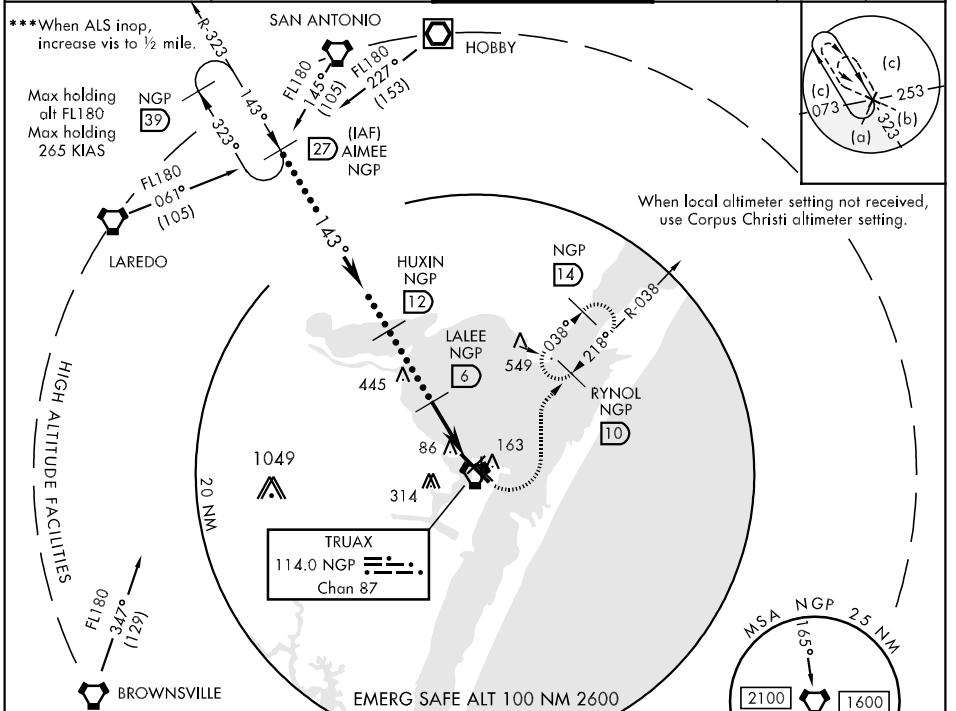 ***When ALS inop,
increase vis to ½ mile.
R-323
SAN ANTONIO
HOBBY
FL180
145°
(105)
FL180
227°
(153)
Max holding
alt FL180
Max holding
265 KIAS
NGP
39
143°
323°
27
(IAF)
AIMEE
NGP
(c)
(c)
073
253
(b)
(a)
323
FL180
061°
(105)
LAREDO
When local altimeter setting not received,
use Corpus Christi altimeter setting.
143°
HUXIN
NGP
12
NGP
14
R-038
038°
218°
LALEE
NGP
6
549
445
RYNOL
NGP
10
HIGH ALTITUDE FACILITIES
86
163
1049
314
20 NM
TRUAX
114.0 NGP
Chan 87
FL180
347°
(129)
BROWNSVILLE
EMERG SAFE ALT 100 NM 2600
MSA NGP 25 NM
165°
2100
1600